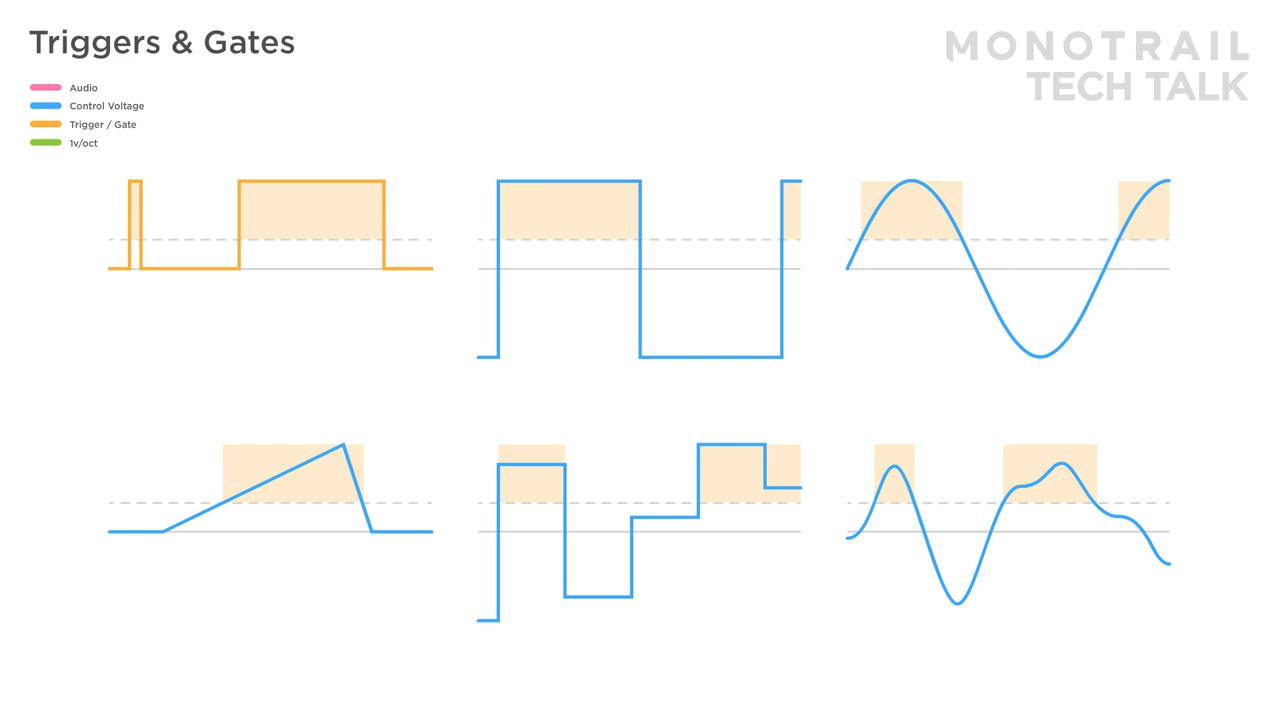 Triggers & Gates
MONOTRAIL
TECH TALK
Audio
Control Voltage
Trigger / Gate
1v/oct